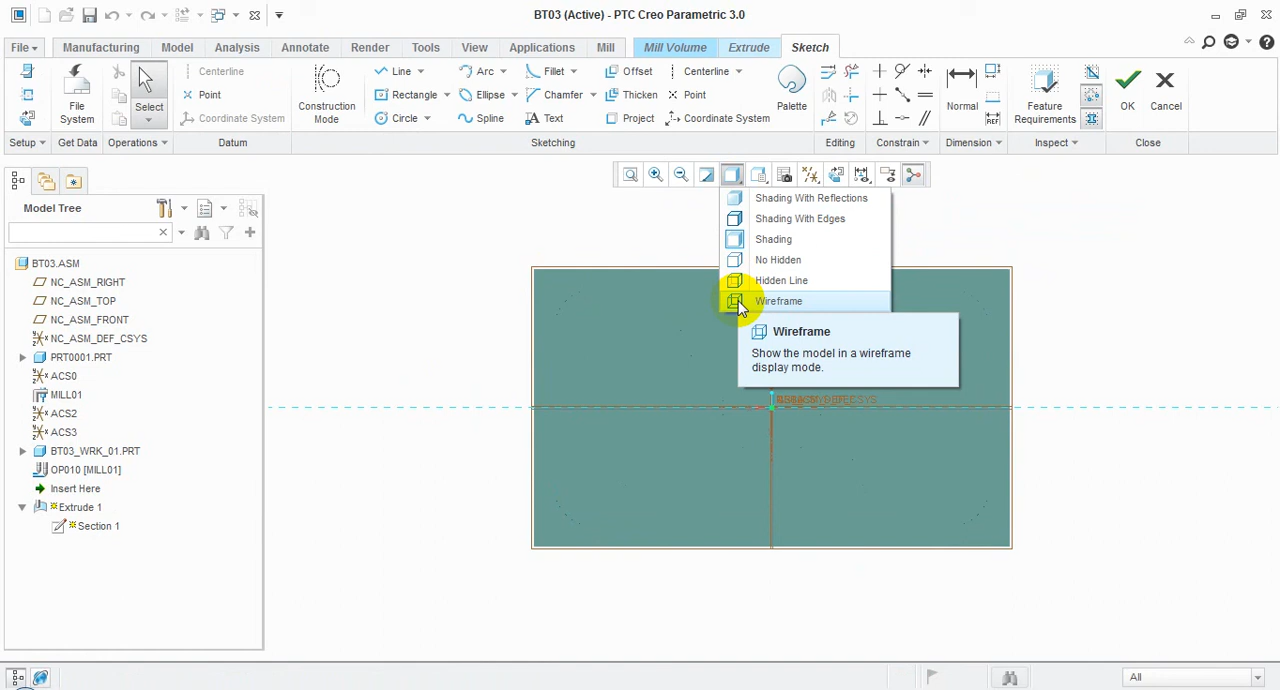 BT03 (Active) - PTC Creo Parametric 3.0
File Manufacturing Model Analysis Annotate Render Tools View Applications Mill Mill Volume Extrude Sketch
Centerline Line Arc Fillet Offset Centerline
Point Rectangle Ellipse Chamfer Thicken Point
File System Select Coordinate System Construction Mode Circle Spline Text Project Coordinate System Palette Normal REF Feature Requirements OK Cancel
Setup Get Data Operations Datum Sketching Editing Constrain Dimension Inspect Close
Model Tree
BT03.ASM
NC_ASM_RIGHT
NC_ASM_TOP
NC_ASM_FRONT
NC_ASM_DEF_CSYS
PRT0001.PRT
ACS0
MILL01
ACS2
ACS3
BT03_WRK_01.PRT
OP010 [MILL01]
Insert Here
Extrude 1
Section 1
Shading With Reflections
Shading With Edges
Shading
No Hidden
Hidden Line
Wireframe
Wireframe
Show the model in a wireframe
display mode.
All